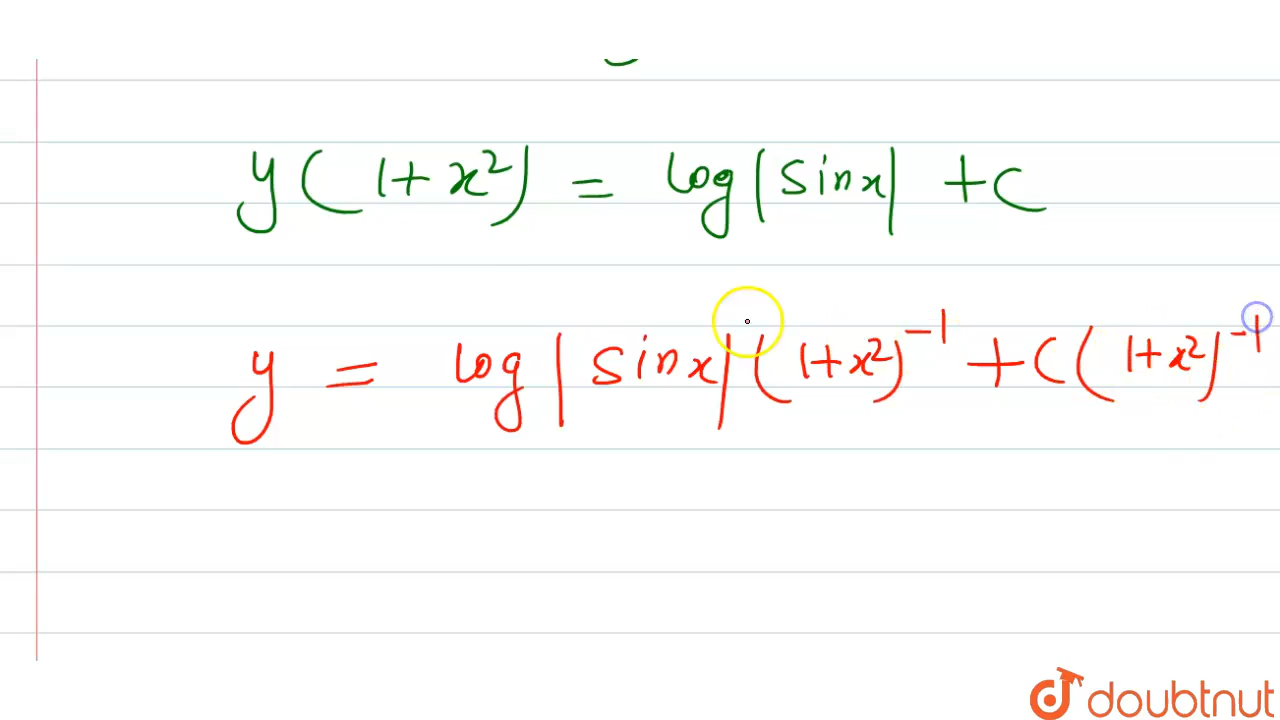 y(1+x²) = log|sinx| +C
y = log|sinx|(1+x²)⁻¹ + C(1+x²)⁻¹
doubtnut